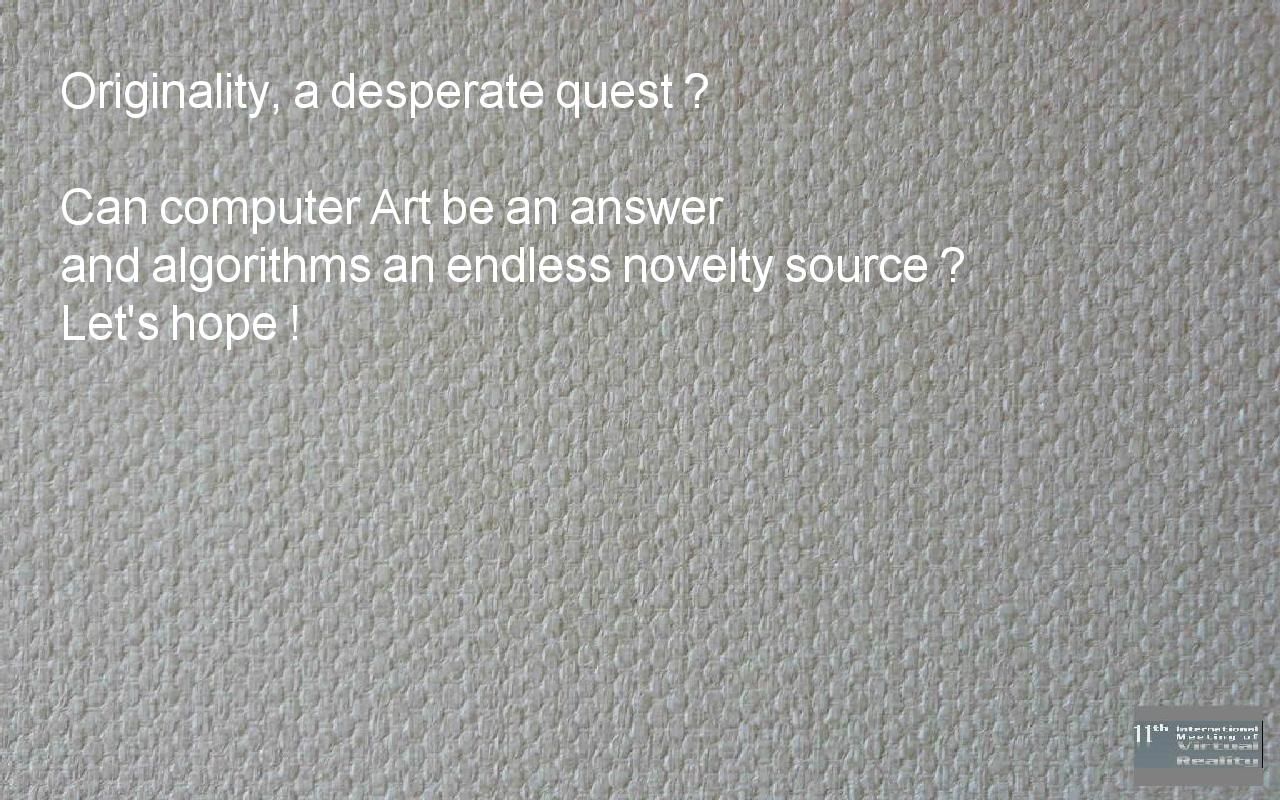 Originality, a desperate quest ?
Can computer Art be an answer
and algorithms an endless novelty source ?
Let's hope !
11th International
Meeting of
Virtual
Reality